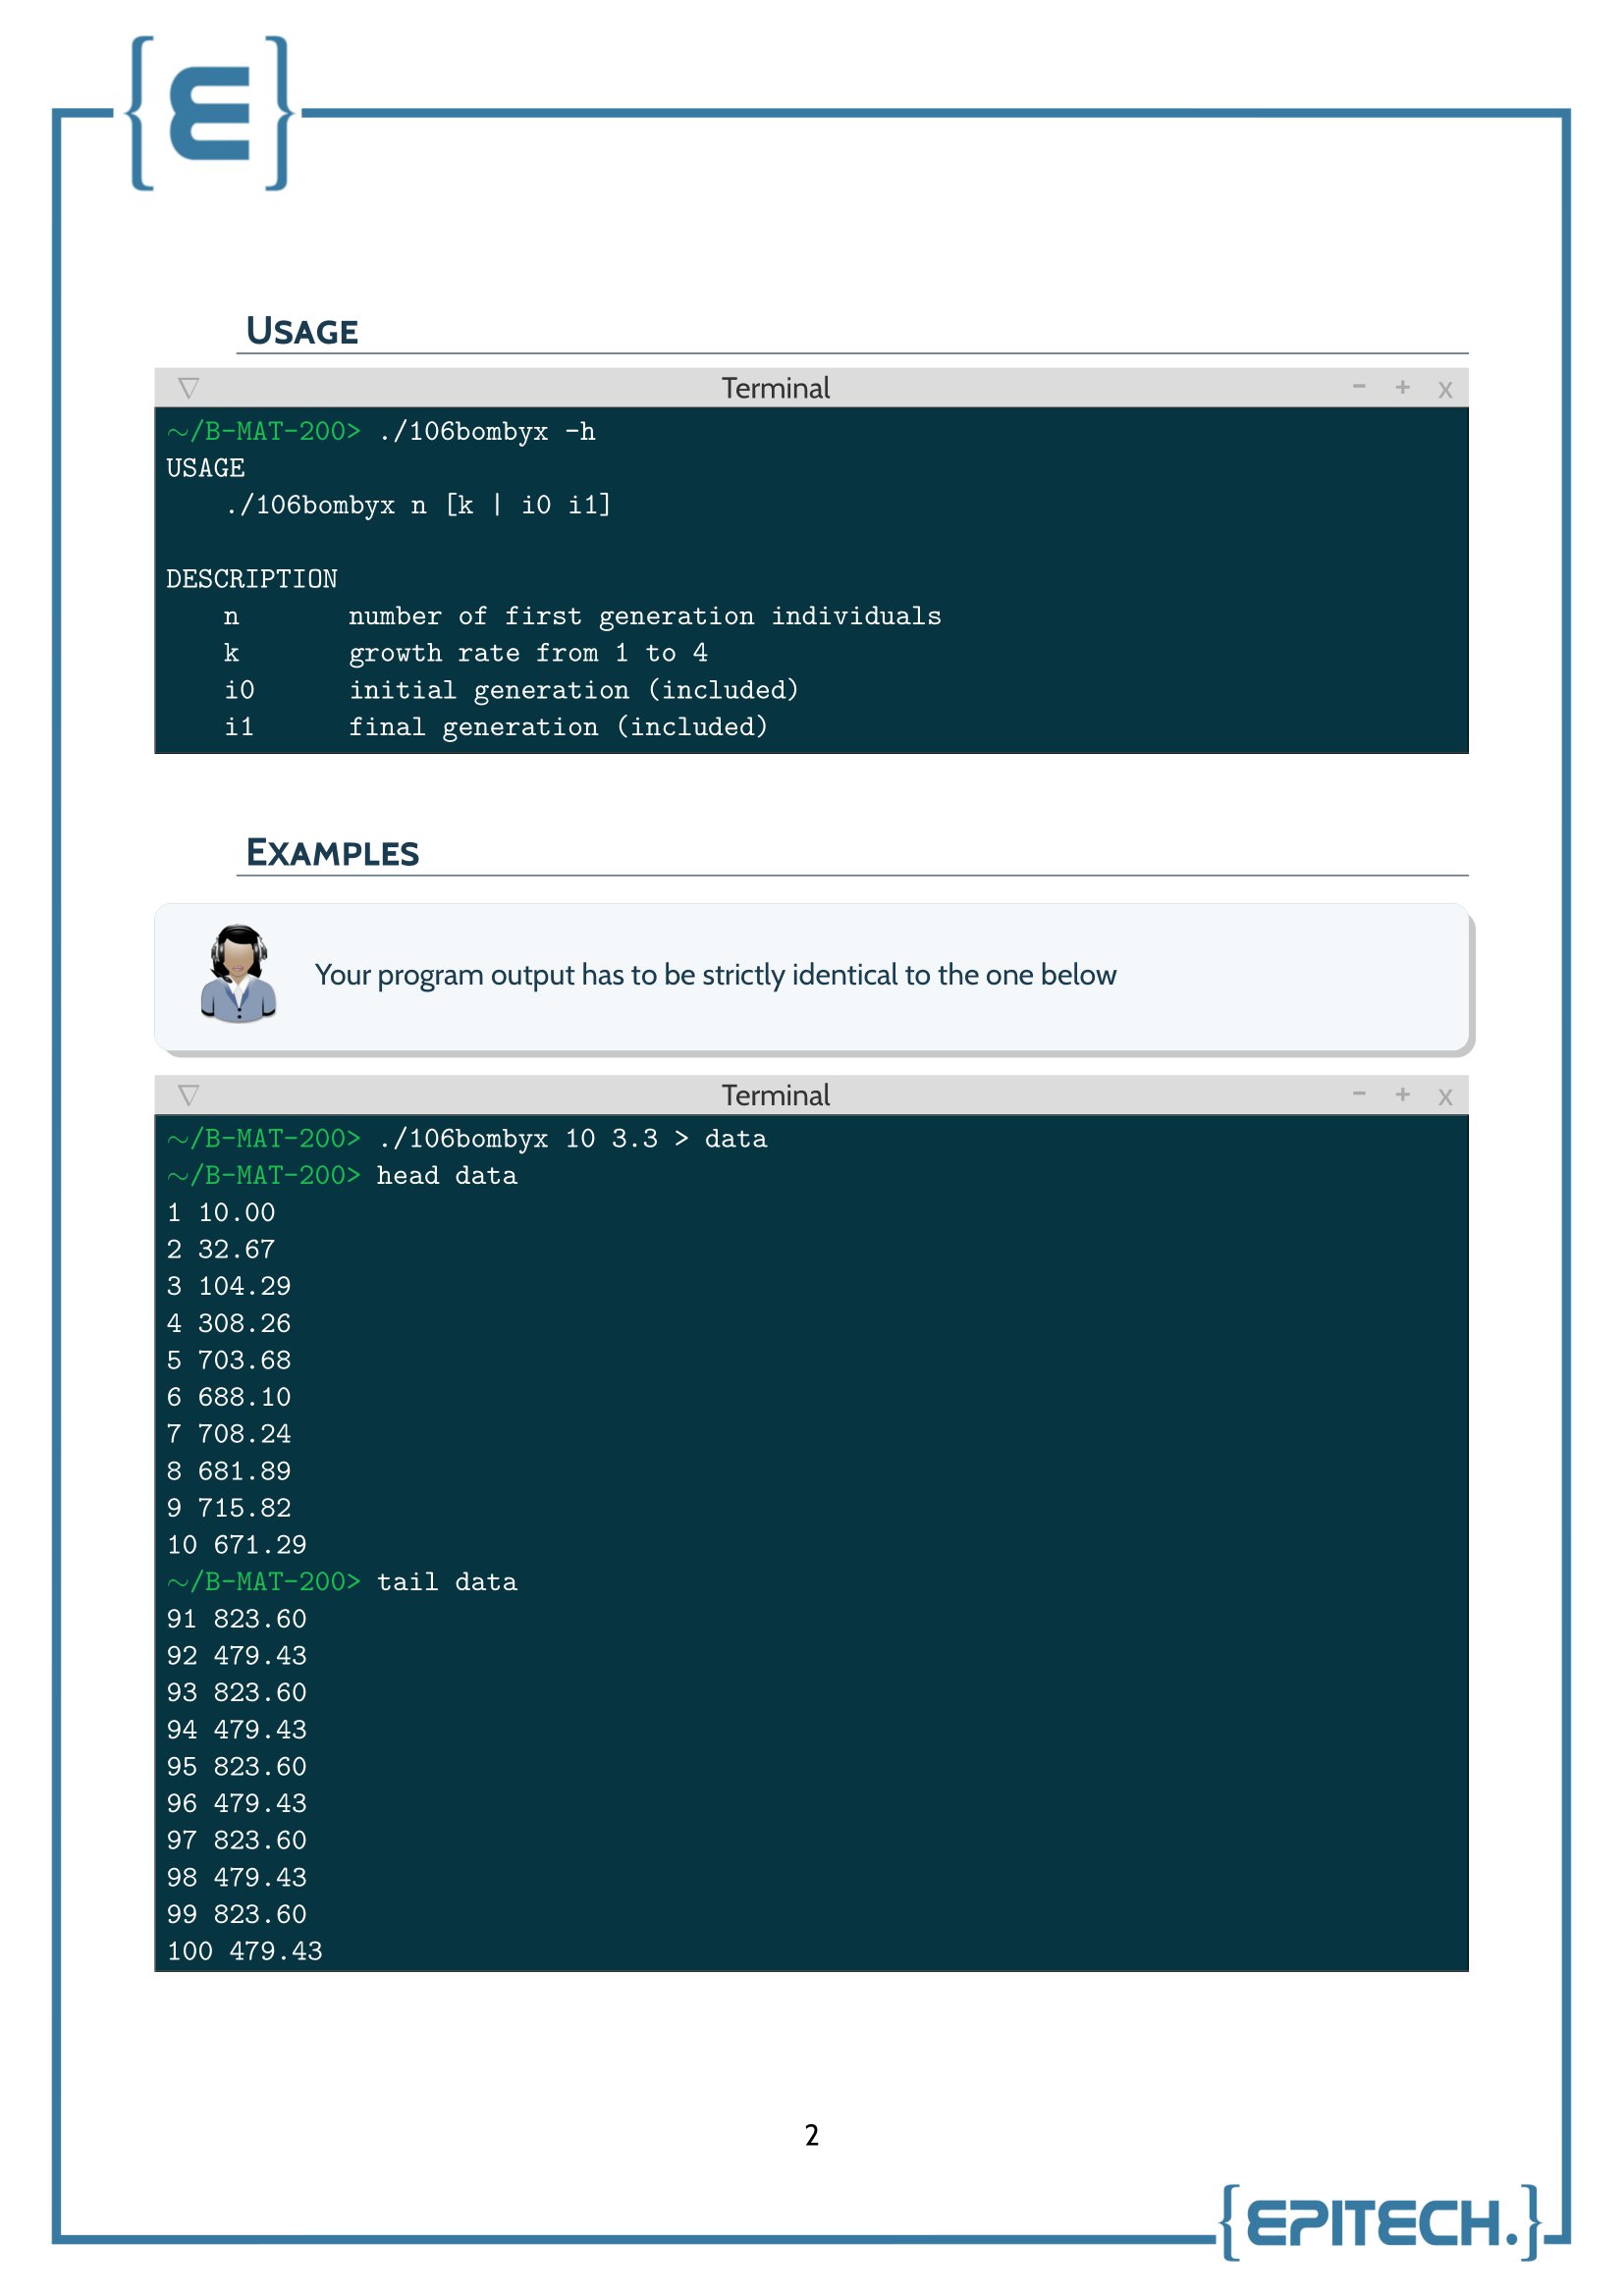 {E}
USAGE
▽ Terminal - + x
~/B-MAT-200> ./106bombyx -h
USAGE
./106bombyx n [k | i0 i1]
DESCRIPTION
n number of first generation individuals
k growth rate from 1 to 4
i0 initial generation (included)
i1 final generation (included)
EXAMPLES
Your program output has to be strictly identical to the one below
▽ Terminal - + x
~/B-MAT-200> ./106bombyx 10 3.3 > data
~/B-MAT-200> head data
1 10.00
2 32.67
3 104.29
4 308.26
5 703.68
6 688.10
7 708.24
8 681.89
9 715.82
10 671.29
~/B-MAT-200> tail data
91 823.60
92 479.43
93 823.60
94 479.43
95 823.60
96 479.43
97 823.60
98 479.43
99 823.60
100 479.43
2
{EPITECH.}